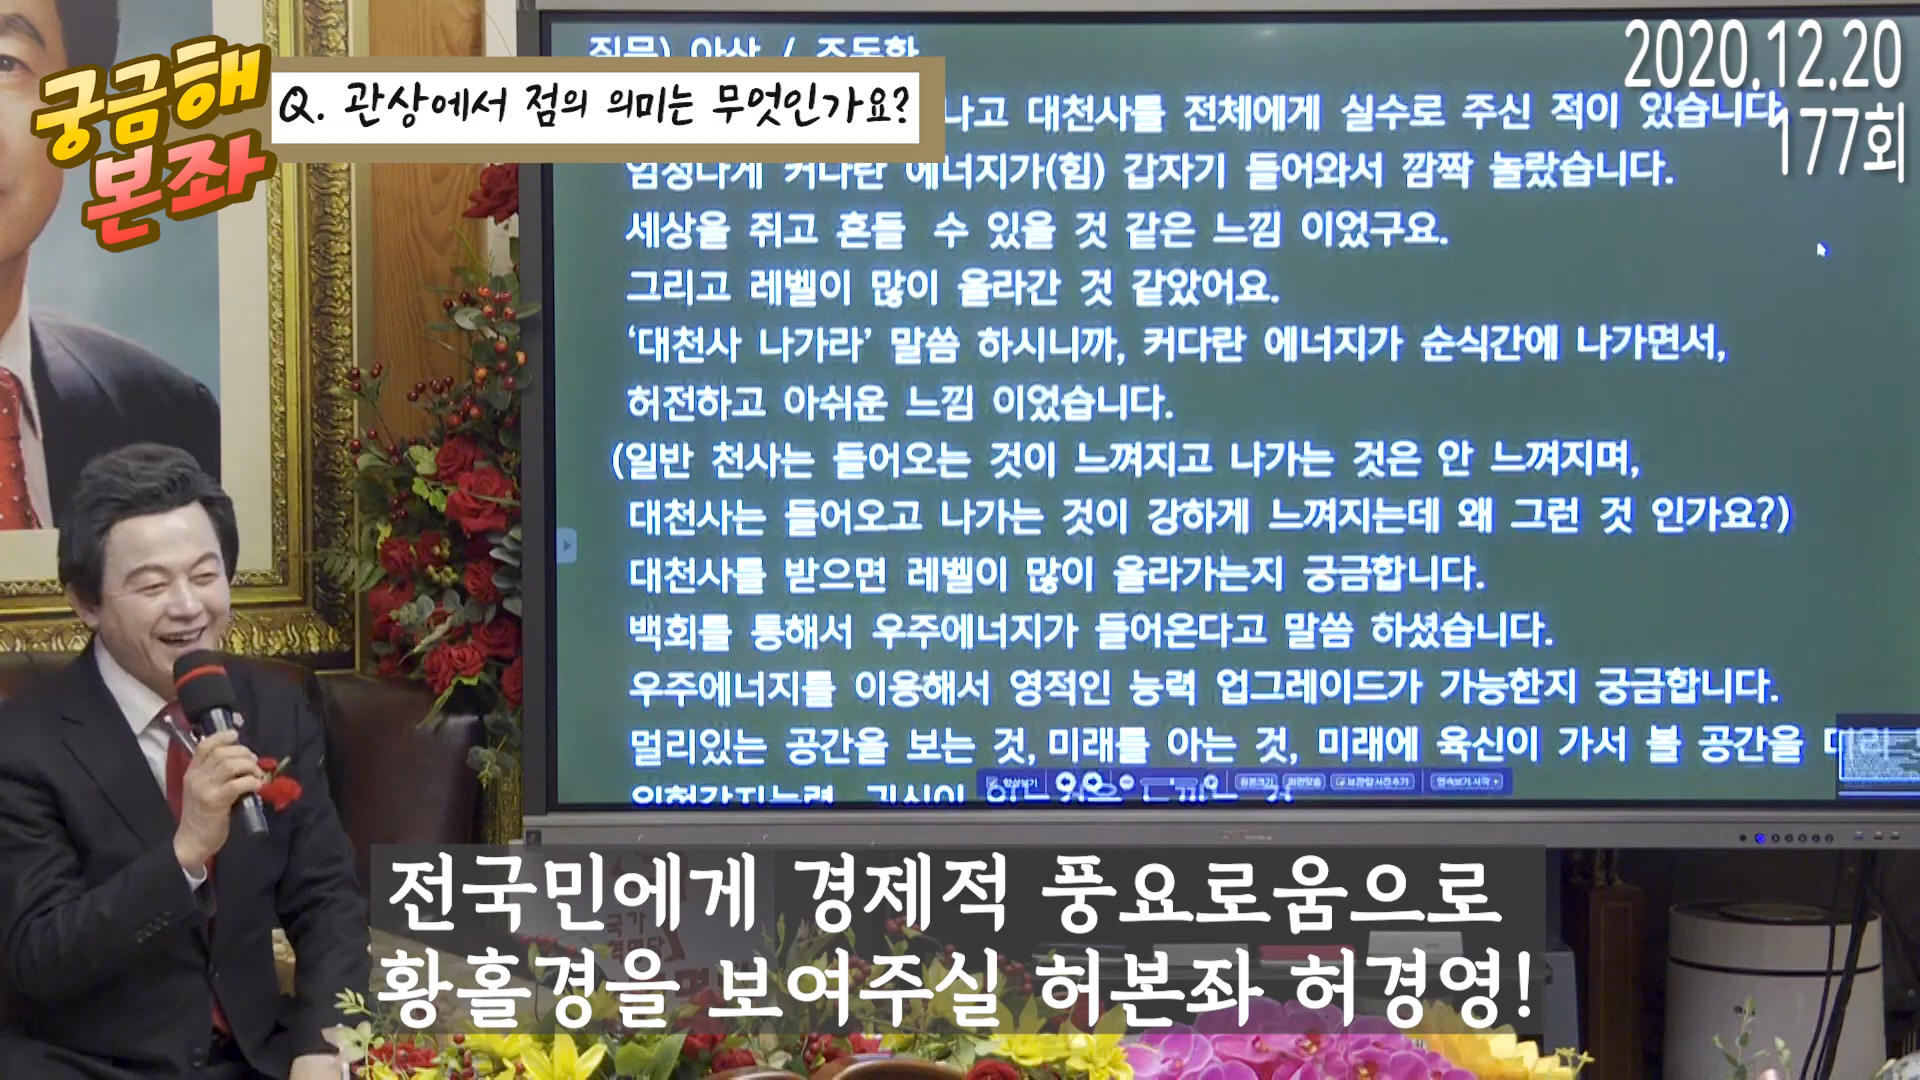 궁금해
본좌
Q. 관상에서 점의 의미는 무엇인가요?
2020.12.20
177회
나고 대천사를 전체에게 실수로 주신 적이 있습니다
엄청나게 커다란 에너지가(힘) 갑자기 들어와서 깜짝 놀랐습니다.
세상을 쥐고 흔들 수 있을 것 같은 느낌 이었구요.
그리고 레벨이 많이 올라간 것 같았어요.
‘대천사 나가라’ 말씀 하시니까, 커다란 에너지가 순식간에 나가면서,
허전하고 아쉬운 느낌 이었습니다.
(일반 천사는 들어오는 것이 느껴지고 나가는 것은 안 느껴지며,
대천사는 들어오고 나가는 것이 강하게 느껴지는데 왜 그런 것 인가요?)
대천사를 받으면 레벨이 많이 올라가는지 궁금합니다.
백회를 통해서 우주에너지가 들어온다고 말씀 하셨습니다.
우주에너지를 이용해서 영적인 능력 업그레이드가 가능한지 궁금합니다.
멀리있는 공간을 보는 것, 미래를 아는 것, 미래에 육신이 가서 볼 공간을
전국민에게 경제적 풍요로움으로
황홀경을 보여주실 허본좌 허경영!